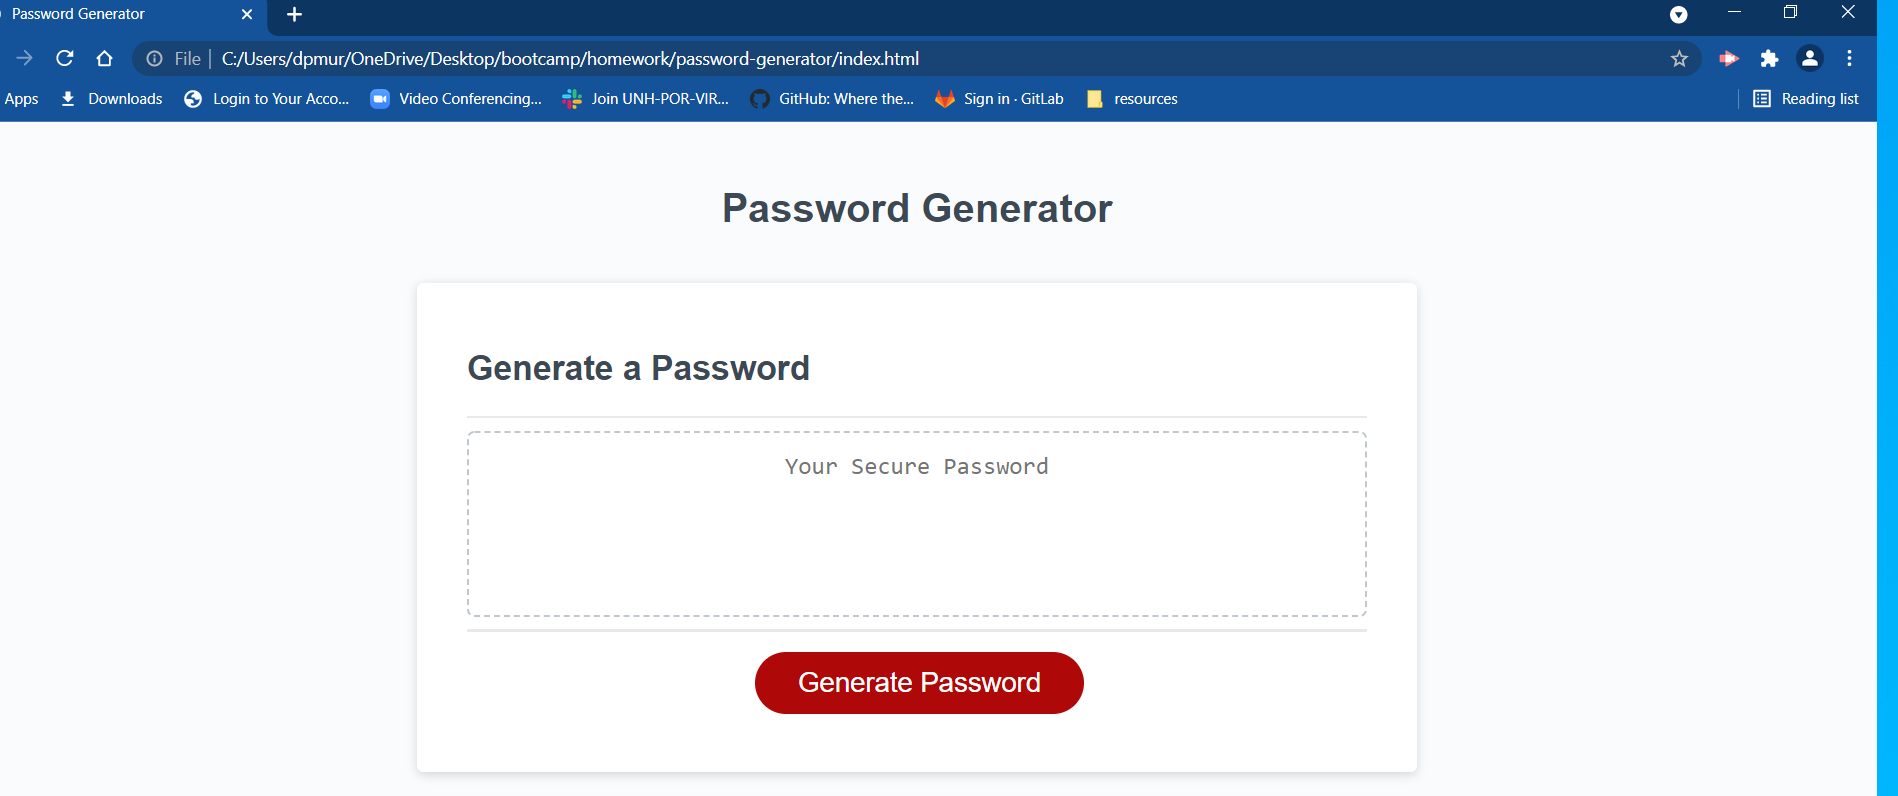 Password Generator
File C:/Users/dpmur/OneDrive/Desktop/bootcamp/homework/password-generator/index.html
Apps Downloads Login to Your Acco... Video Conferencing... Join UNH-POR-VIR... GitHub: Where the... Sign in · GitLab resources Reading list
Password Generator
Generate a Password
Your Secure Password
Generate Password